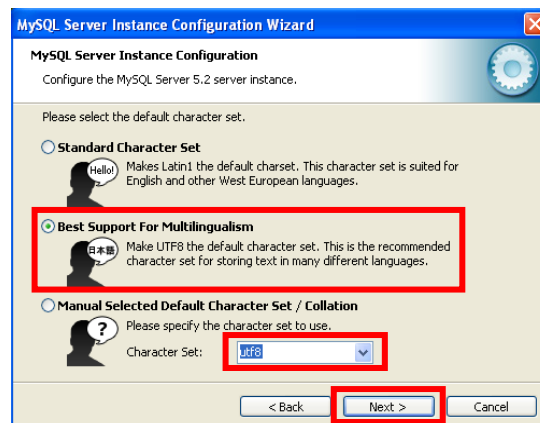 MySQL Server Instance Configuration Wizard
MySQL Server Instance Configuration
Configure the MySQL Server 5.2 server instance.
Please select the default character set.
Standard Character Set
Hello!
Makes Latin1 the default charset. This character set is suited for
English and other West European languages.
Best Support For Multilingualism
日本語
Make UTF8 the default character set. This is the recommended
character set for storing text in many different languages.
Manual Selected Default Character Set / Collation
?
Please specify the character set to use.
Character Set: utf8
< Back Next > Cancel